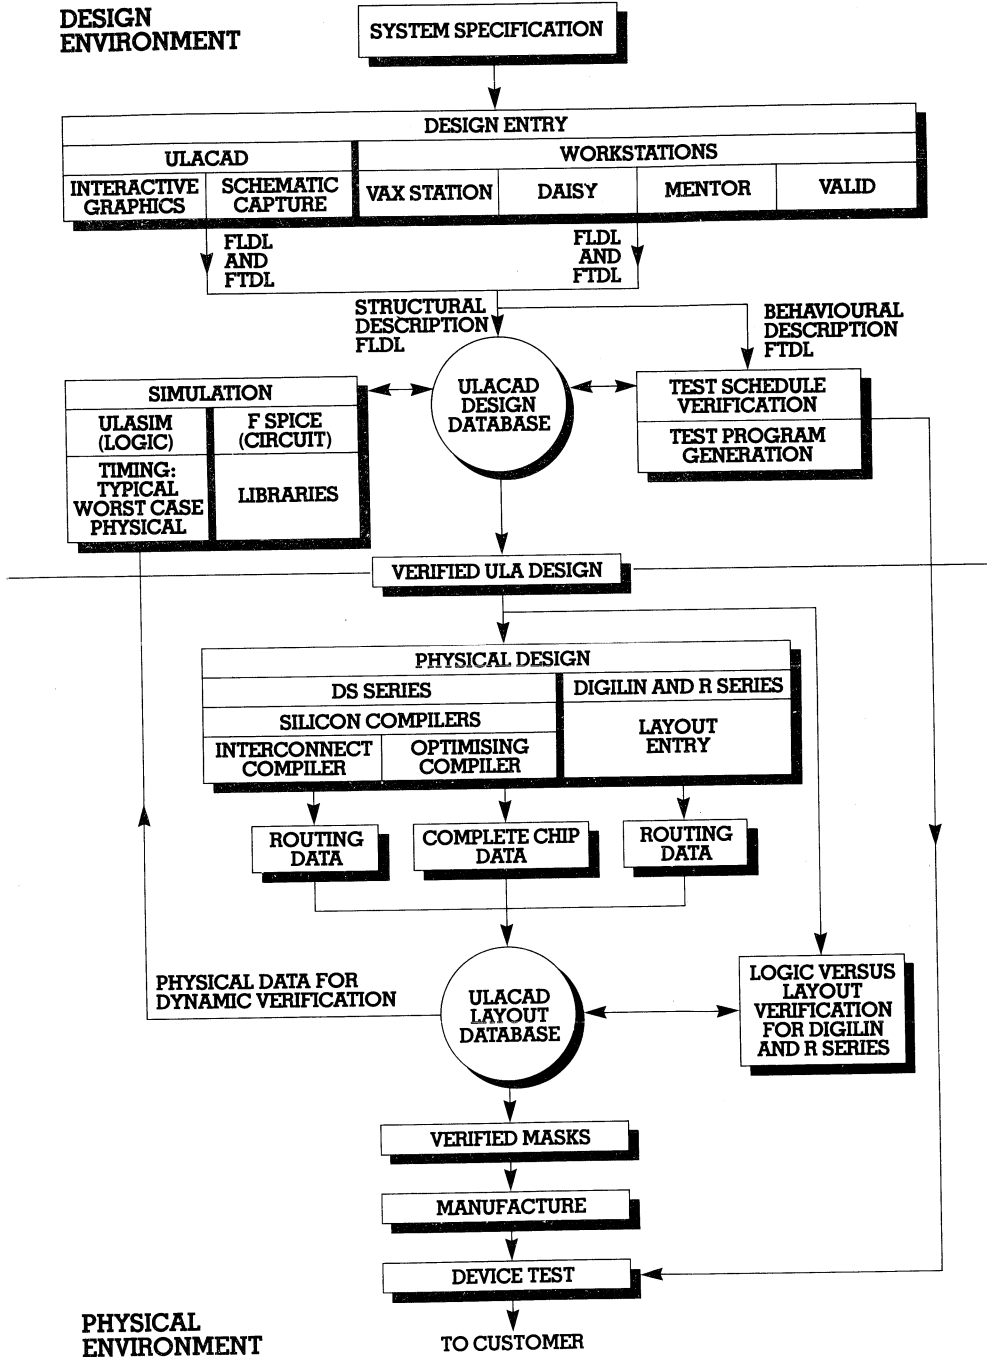 DESIGN
ENVIRONMENT
SYSTEM SPECIFICATION
DESIGN ENTRY
ULACAD
WORKSTATIONS
INTERACTIVE
GRAPHICS
SCHEMATIC
CAPTURE
VAX STATION
DAISY
MENTOR
VALID
FLDL
AND
FTDL
FLDL
AND
FTDL
STRUCTURAL
DESCRIPTION
FLDL
BEHAVIOURAL
DESCRIPTION
FTDL
ULACAD
DESIGN
DATABASE
SIMULATION
ULASIM
(LOGIC)
F SPICE
(CIRCUIT)
TIMING:
TYPICAL
WORST CASE
PHYSICAL
LIBRARIES
TEST SCHEDULE
VERIFICATION
TEST PROGRAM
GENERATION
VERIFIED ULA DESIGN
PHYSICAL DESIGN
DS SERIES
DIGILIN AND R SERIES
SILICON COMPILERS
INTERCONNECT
COMPILER
OPTIMISING
COMPILER
LAYOUT
ENTRY
ROUTING
DATA
COMPLETE CHIP
DATA
ROUTING
DATA
PHYSICAL DATA FOR
DYNAMIC VERIFICATION
ULACAD
LAYOUT
DATABASE
LOGIC VERSUS
LAYOUT
VERIFICATION
FOR DIGILIN
AND R SERIES
VERIFIED MASKS
MANUFACTURE
DEVICE TEST
TO CUSTOMER
PHYSICAL
ENVIRONMENT